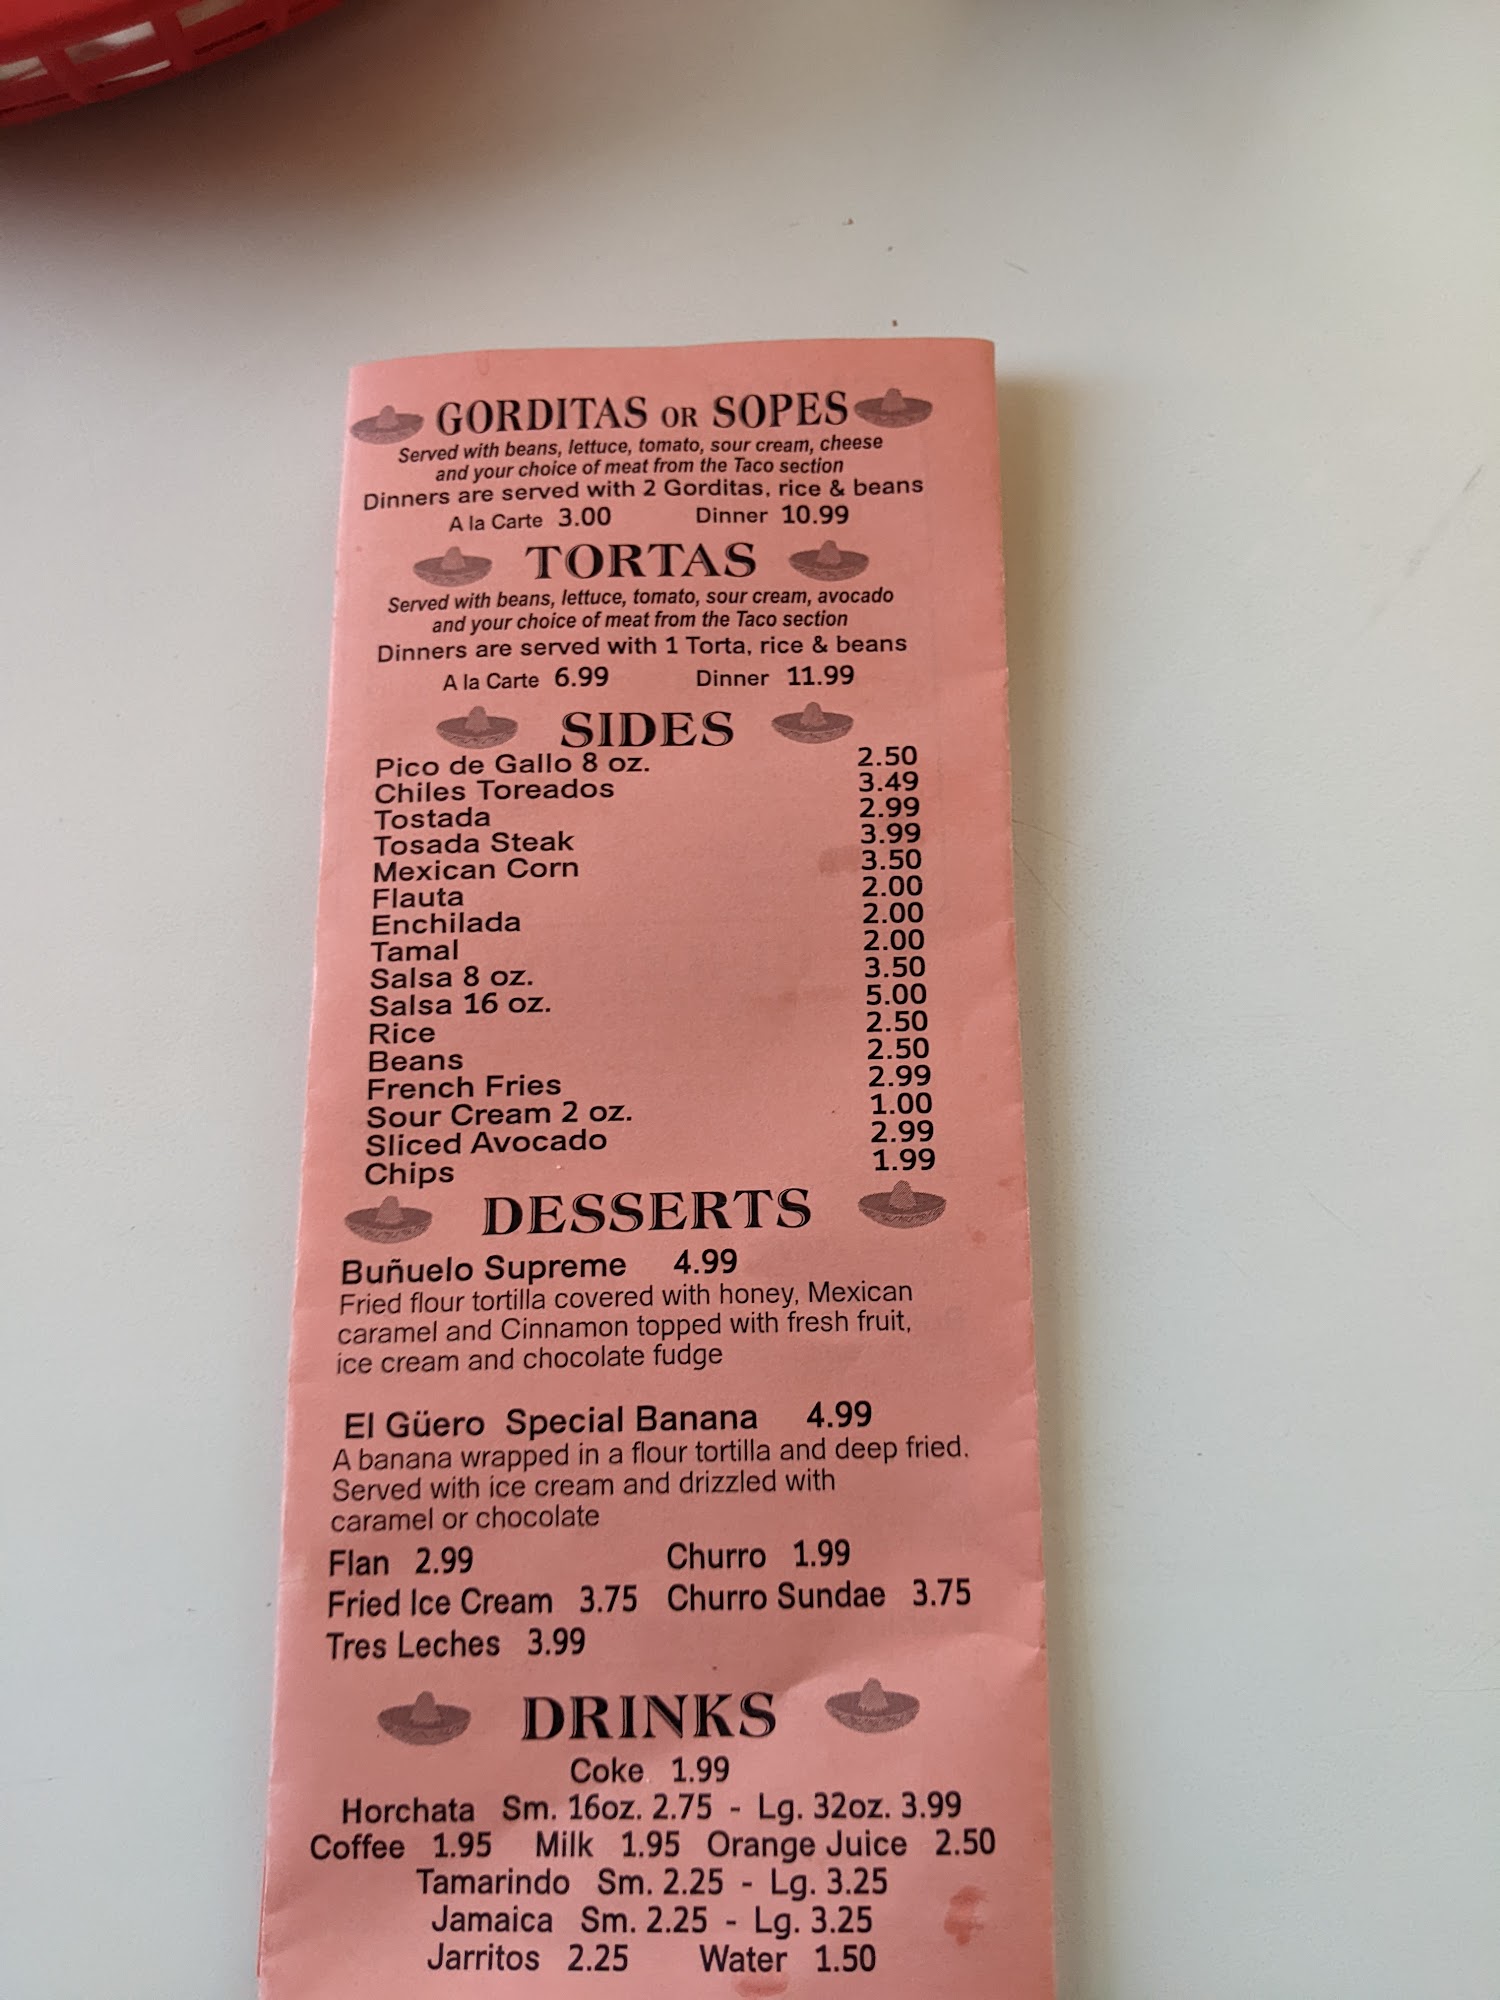 GORDITAS OR SOPES
Served with beans, lettuce, tomato, sour cream, cheese
and your choice of meat from the Taco section
Dinners are served with 2 Gorditas, rice & beans
A la Carte 3.00 Dinner 10.99
TORTAS
Served with beans, lettuce, tomato, sour cream, avocado
and your choice of meat from the Taco section
Dinners are served with 1 Torta, rice & beans
A la Carte 6.99 Dinner 11.99
SIDES
Pico de Gallo 8 oz. 2.50
Chiles Toreados 3.49
Tostada 2.99
Tosada Steak 3.99
Mexican Corn 3.50
Flauta 2.00
Enchilada 2.00
Tamal 2.00
Salsa 8 oz. 3.50
Salsa 16 oz. 5.00
Rice 2.50
Beans 2.50
French Fries 2.99
Sour Cream 2 oz. 1.00
Sliced Avocado 2.99
Chips 1.99
DESSERTS
Buñuelo Supreme 4.99
Fried flour tortilla covered with honey, Mexican
caramel and Cinnamon topped with fresh fruit,
ice cream and chocolate fudge
El Güero Special Banana 4.99
A banana wrapped in a flour tortilla and deep fried.
Served with ice cream and drizzled with
caramel or chocolate
Flan 2.99 Churro 1.99
Fried Ice Cream 3.75 Churro Sundae 3.75
Tres Leches 3.99
DRINKS
Coke 1.99
Horchata Sm. 16oz. 2.75 - Lg. 32oz. 3.99
Coffee 1.95 Milk 1.95 Orange Juice 2.50
Tamarindo Sm. 2.25 - Lg. 3.25
Jamaica Sm. 2.25 - Lg. 3.25
Jarritos 2.25 Water 1.50